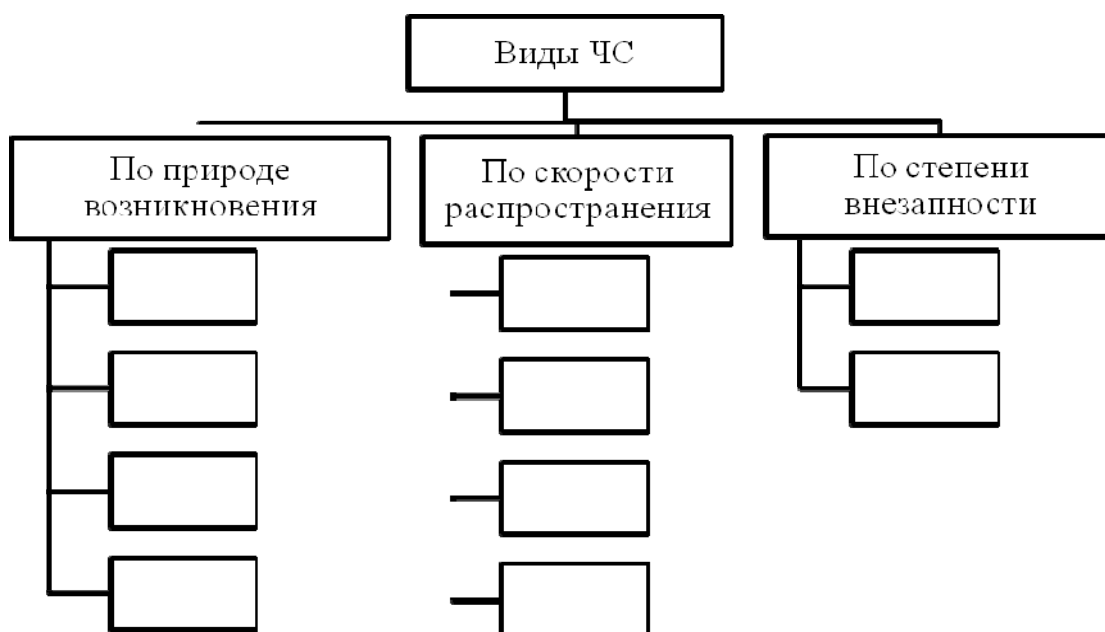 Виды ЧС
По природе
возникновения
По скорости
распространения
По степени
внезапности